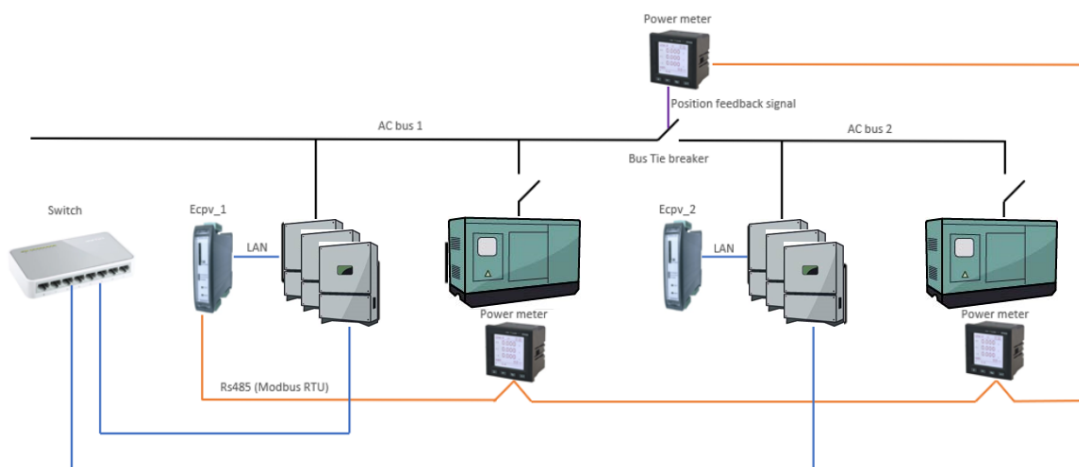 Power meter
Position feedback signal
AC bus 1
AC bus 2
Bus Tie breaker
Switch
Ecpv_1
Ecpv_2
LAN
LAN
Power meter
Power meter
Rs485 (Modbus RTU)